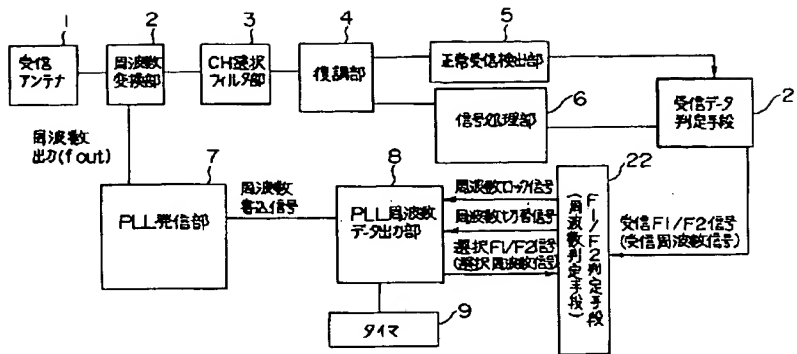 1
受信
アンテナ
2
周波数
変換部
3
CH選択
フィルタ部
4
復調部
5
正常受信検出部
6
信号処理部
受信データ
判定手段
2
周波数
出力(f out)
7
PLL発信部
周波数
書込信号
8
PLL周波数
データ出力部
周波数ロック信号
周波数切替信号
選択F1/F2信号
(選択周波数信号)
22
F1/F2判定手段
(周波数判定手段)
受信F1/F2信号
(受信周波数信号)
タイマ
9